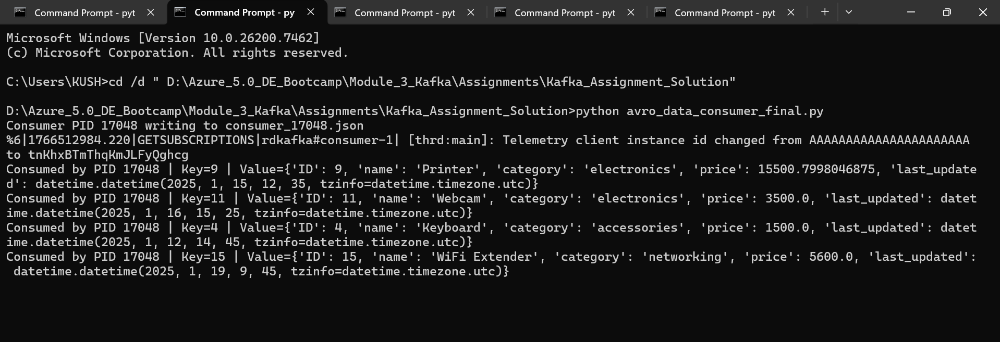 Command Prompt - pyt
Command Prompt - py
Command Prompt - pyt
Command Prompt - pyt
Command Prompt - pyt
Microsoft Windows [Version 10.0.26200.7462]
(c) Microsoft Corporation. All rights reserved.
C:\Users\KUSH>cd /d " D:\Azure_5.0_DE_Bootcamp\Module_3_Kafka\Assignments\Kafka_Assignment_Solution"
D:\Azure_5.0_DE_Bootcamp\Module_3_Kafka\Assignments\Kafka_Assignment_Solution>python avro_data_consumer_final.py
Consumer PID 17048 writing to consumer_17048.json
%6|1766512984.220|GETSUBSCRIPTIONS|rdkafka#consumer-1| [thrd:main]: Telemetry client instance id changed from AAAAAAAAAAAAAAAAAAAAAA
to tnKhxBTmThqKmJLFyQghcg
Consumed by PID 17048 | Key=9 | Value={'ID': 9, 'name': 'Printer', 'category': 'electronics', 'price': 15500.7998046875, 'last_update
d': datetime.datetime(2025, 1, 15, 12, 35, tzinfo=datetime.timezone.utc)}
Consumed by PID 17048 | Key=11 | Value={'ID': 11, 'name': 'Webcam', 'category': 'electronics', 'price': 3500.0, 'last_updated': datet
ime.datetime(2025, 1, 16, 15, 25, tzinfo=datetime.timezone.utc)}
Consumed by PID 17048 | Key=4 | Value={'ID': 4, 'name': 'Keyboard', 'category': 'accessories', 'price': 1500.0, 'last_updated': datet
ime.datetime(2025, 1, 12, 14, 45, tzinfo=datetime.timezone.utc)}
Consumed by PID 17048 | Key=15 | Value={'ID': 15, 'name': 'WiFi Extender', 'category': 'networking', 'price': 5600.0, 'last_updated':
 datetime.datetime(2025, 1, 19, 9, 45, tzinfo=datetime.timezone.utc)}